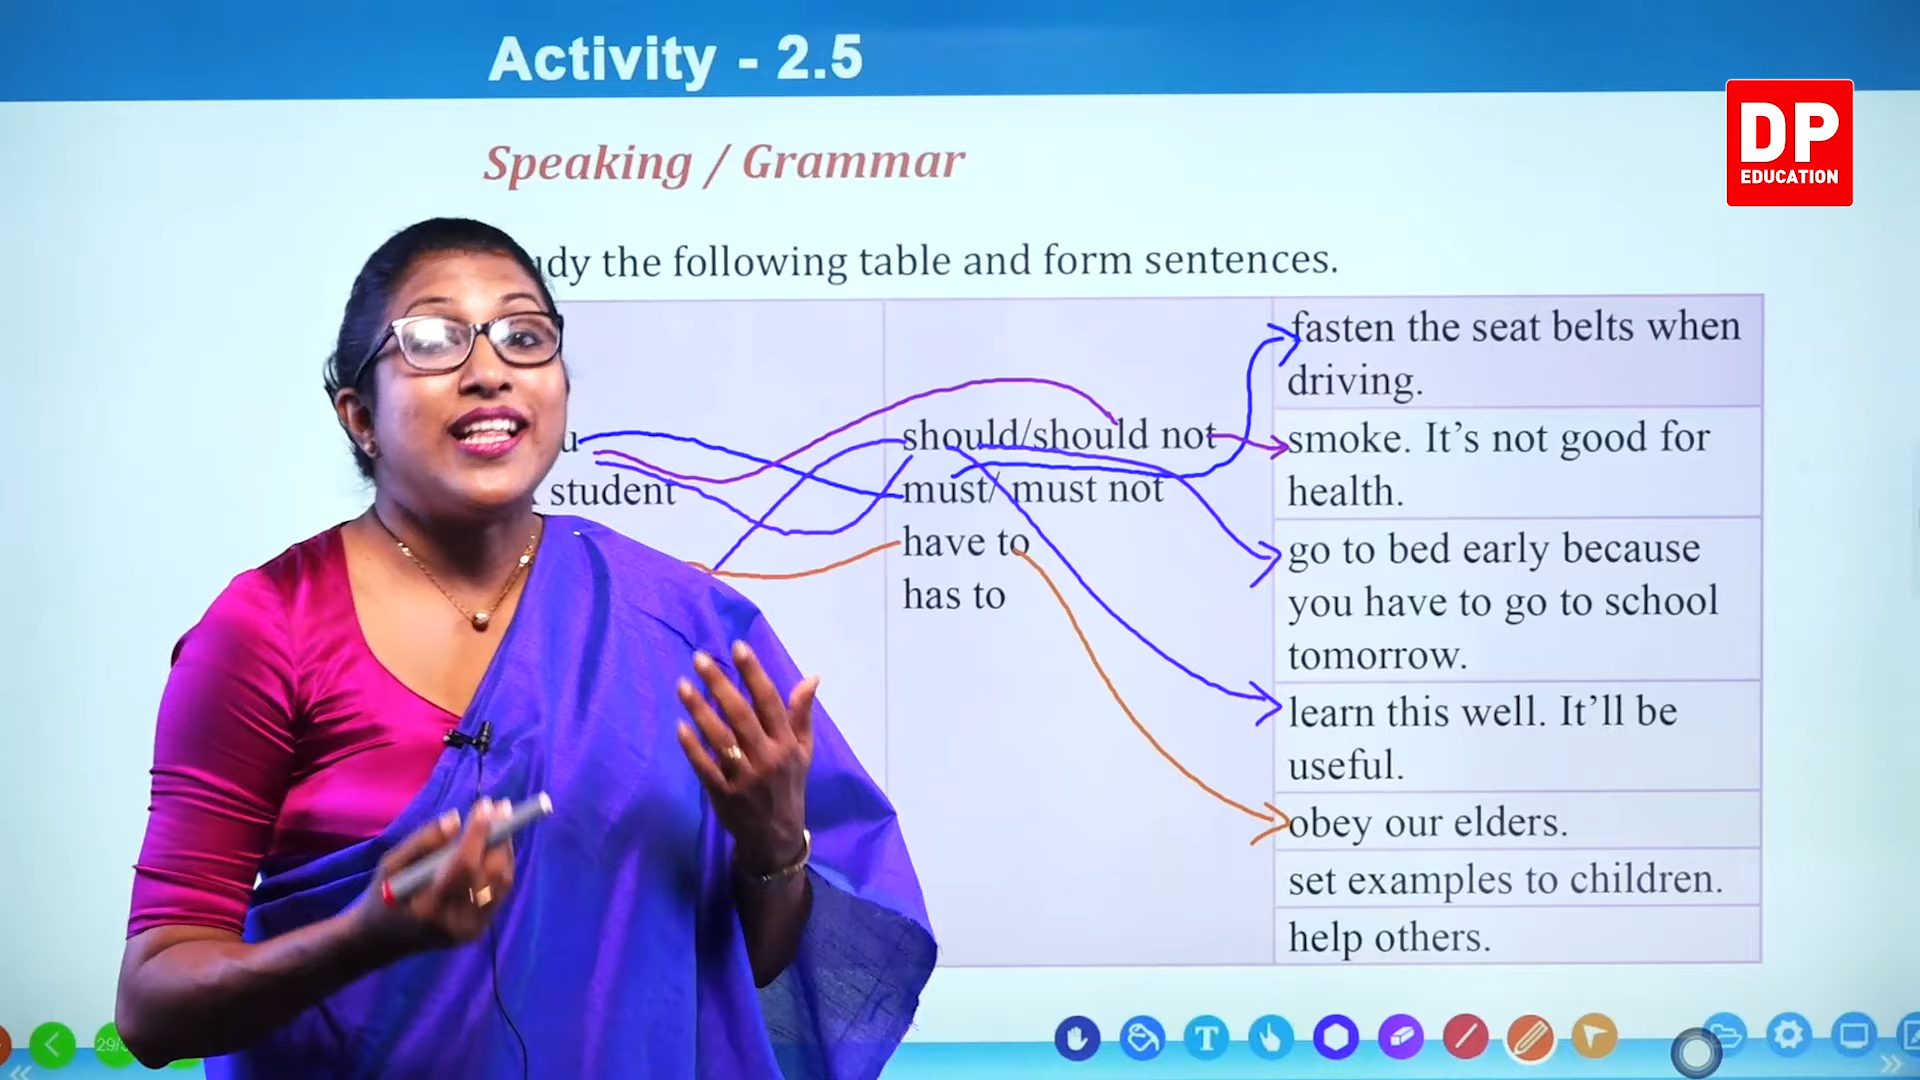 Activity - 2.5
DP
EDUCATION
Speaking / Grammar
the following table and form sentences.
fasten the seat belts when
driving.
should/should not
smoke. It's not good for
health.
student
must/ must not
have to
has to
go to bed early because
you have to go to school
tomorrow.
learn this well. It'll be
useful.
obey our elders.
set examples to children.
help others.